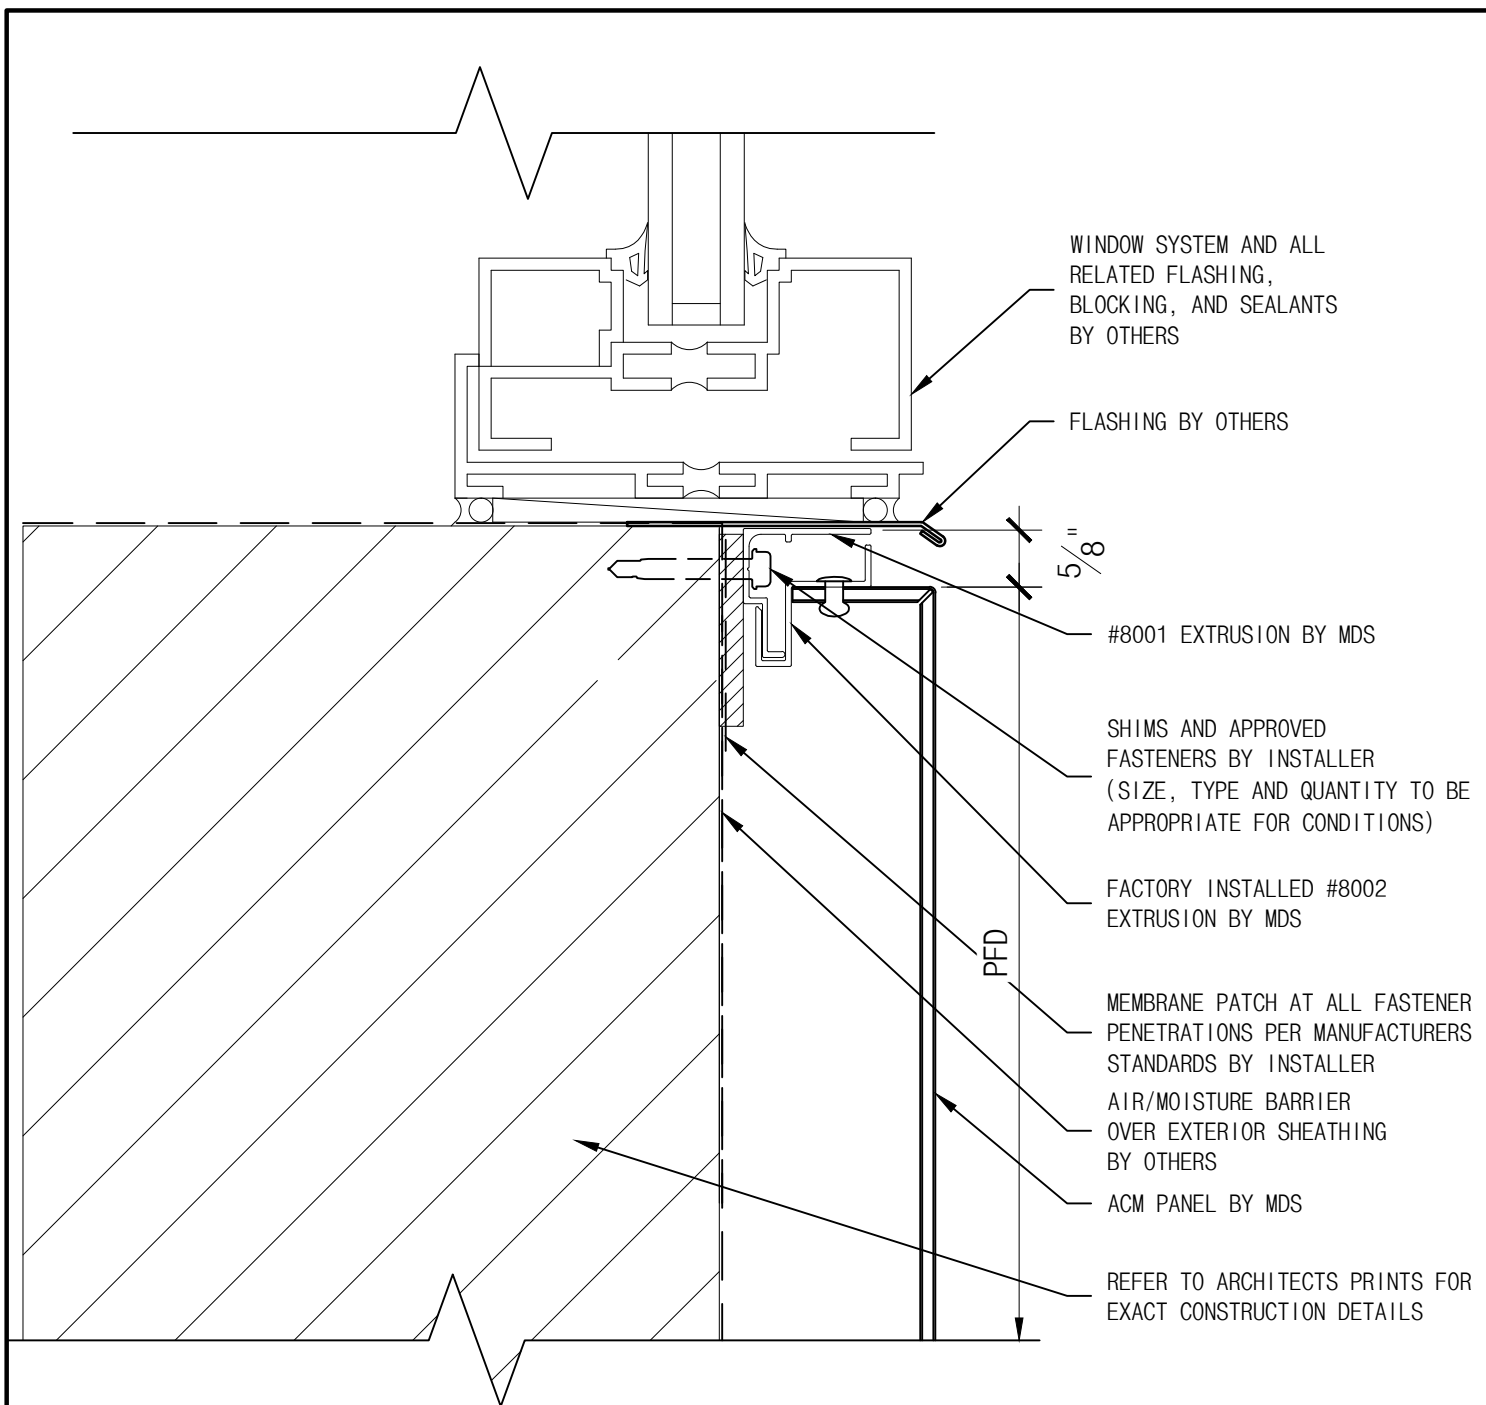 WINDOW SYSTEM AND ALL
RELATED FLASHING,
BLOCKING, AND SEALANTS
BY OTHERS
FLASHING BY OTHERS
5/8"
#8001 EXTRUSION BY MDS
SHIMS AND APPROVED
FASTENERS BY INSTALLER
(SIZE, TYPE AND QUANTITY TO BE
APPROPRIATE FOR CONDITIONS)
FACTORY INSTALLED #8002
EXTRUSION BY MDS
PFD
MEMBRANE PATCH AT ALL FASTENER
PENETRATIONS PER MANUFACTURERS
STANDARDS BY INSTALLER
AIR/MOISTURE BARRIER
OVER EXTERIOR SHEATHING
BY OTHERS
ACM PANEL BY MDS
REFER TO ARCHITECTS PRINTS FOR
EXACT CONSTRUCTION DETAILS